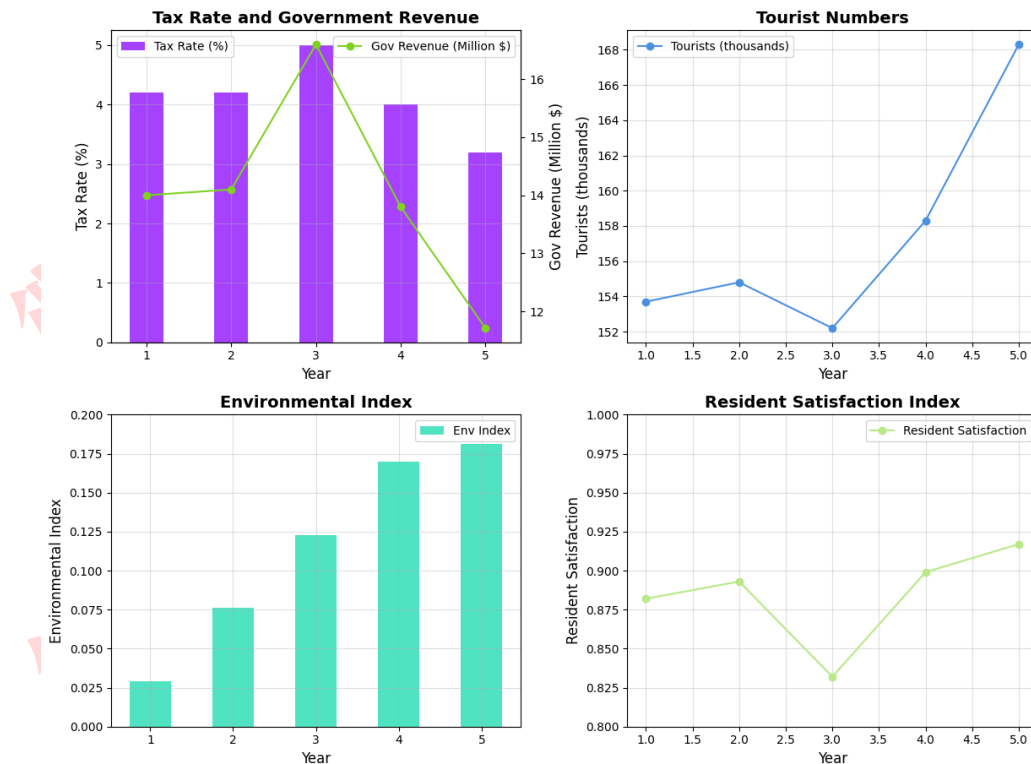 Tax Rate and Government Revenue
Tax Rate (%)
Gov Revenue (Million $)
5
4
3
2
1
0
16
15
14
13
12
Tax Rate (%)
Gov Revenue (Million $)
1 2 3 4 5
Year
Tourist Numbers
Tourists (thousands)
168
166
164
162
160
158
156
154
152
Tourists (thousands)
1.0 1.5 2.0 2.5 3.0 3.5 4.0 4.5 5.0
Year
Environmental Index
Env Index
0.200
0.175
0.150
0.125
0.100
0.075
0.050
0.025
0.000
Environmental Index
1 2 3 4 5
Year
Resident Satisfaction Index
Resident Satisfaction
1.000
0.975
0.950
0.925
0.900
0.875
0.850
0.825
0.800
Resident Satisfaction
1.0 1.5 2.0 2.5 3.0 3.5 4.0 4.5 5.0
Year